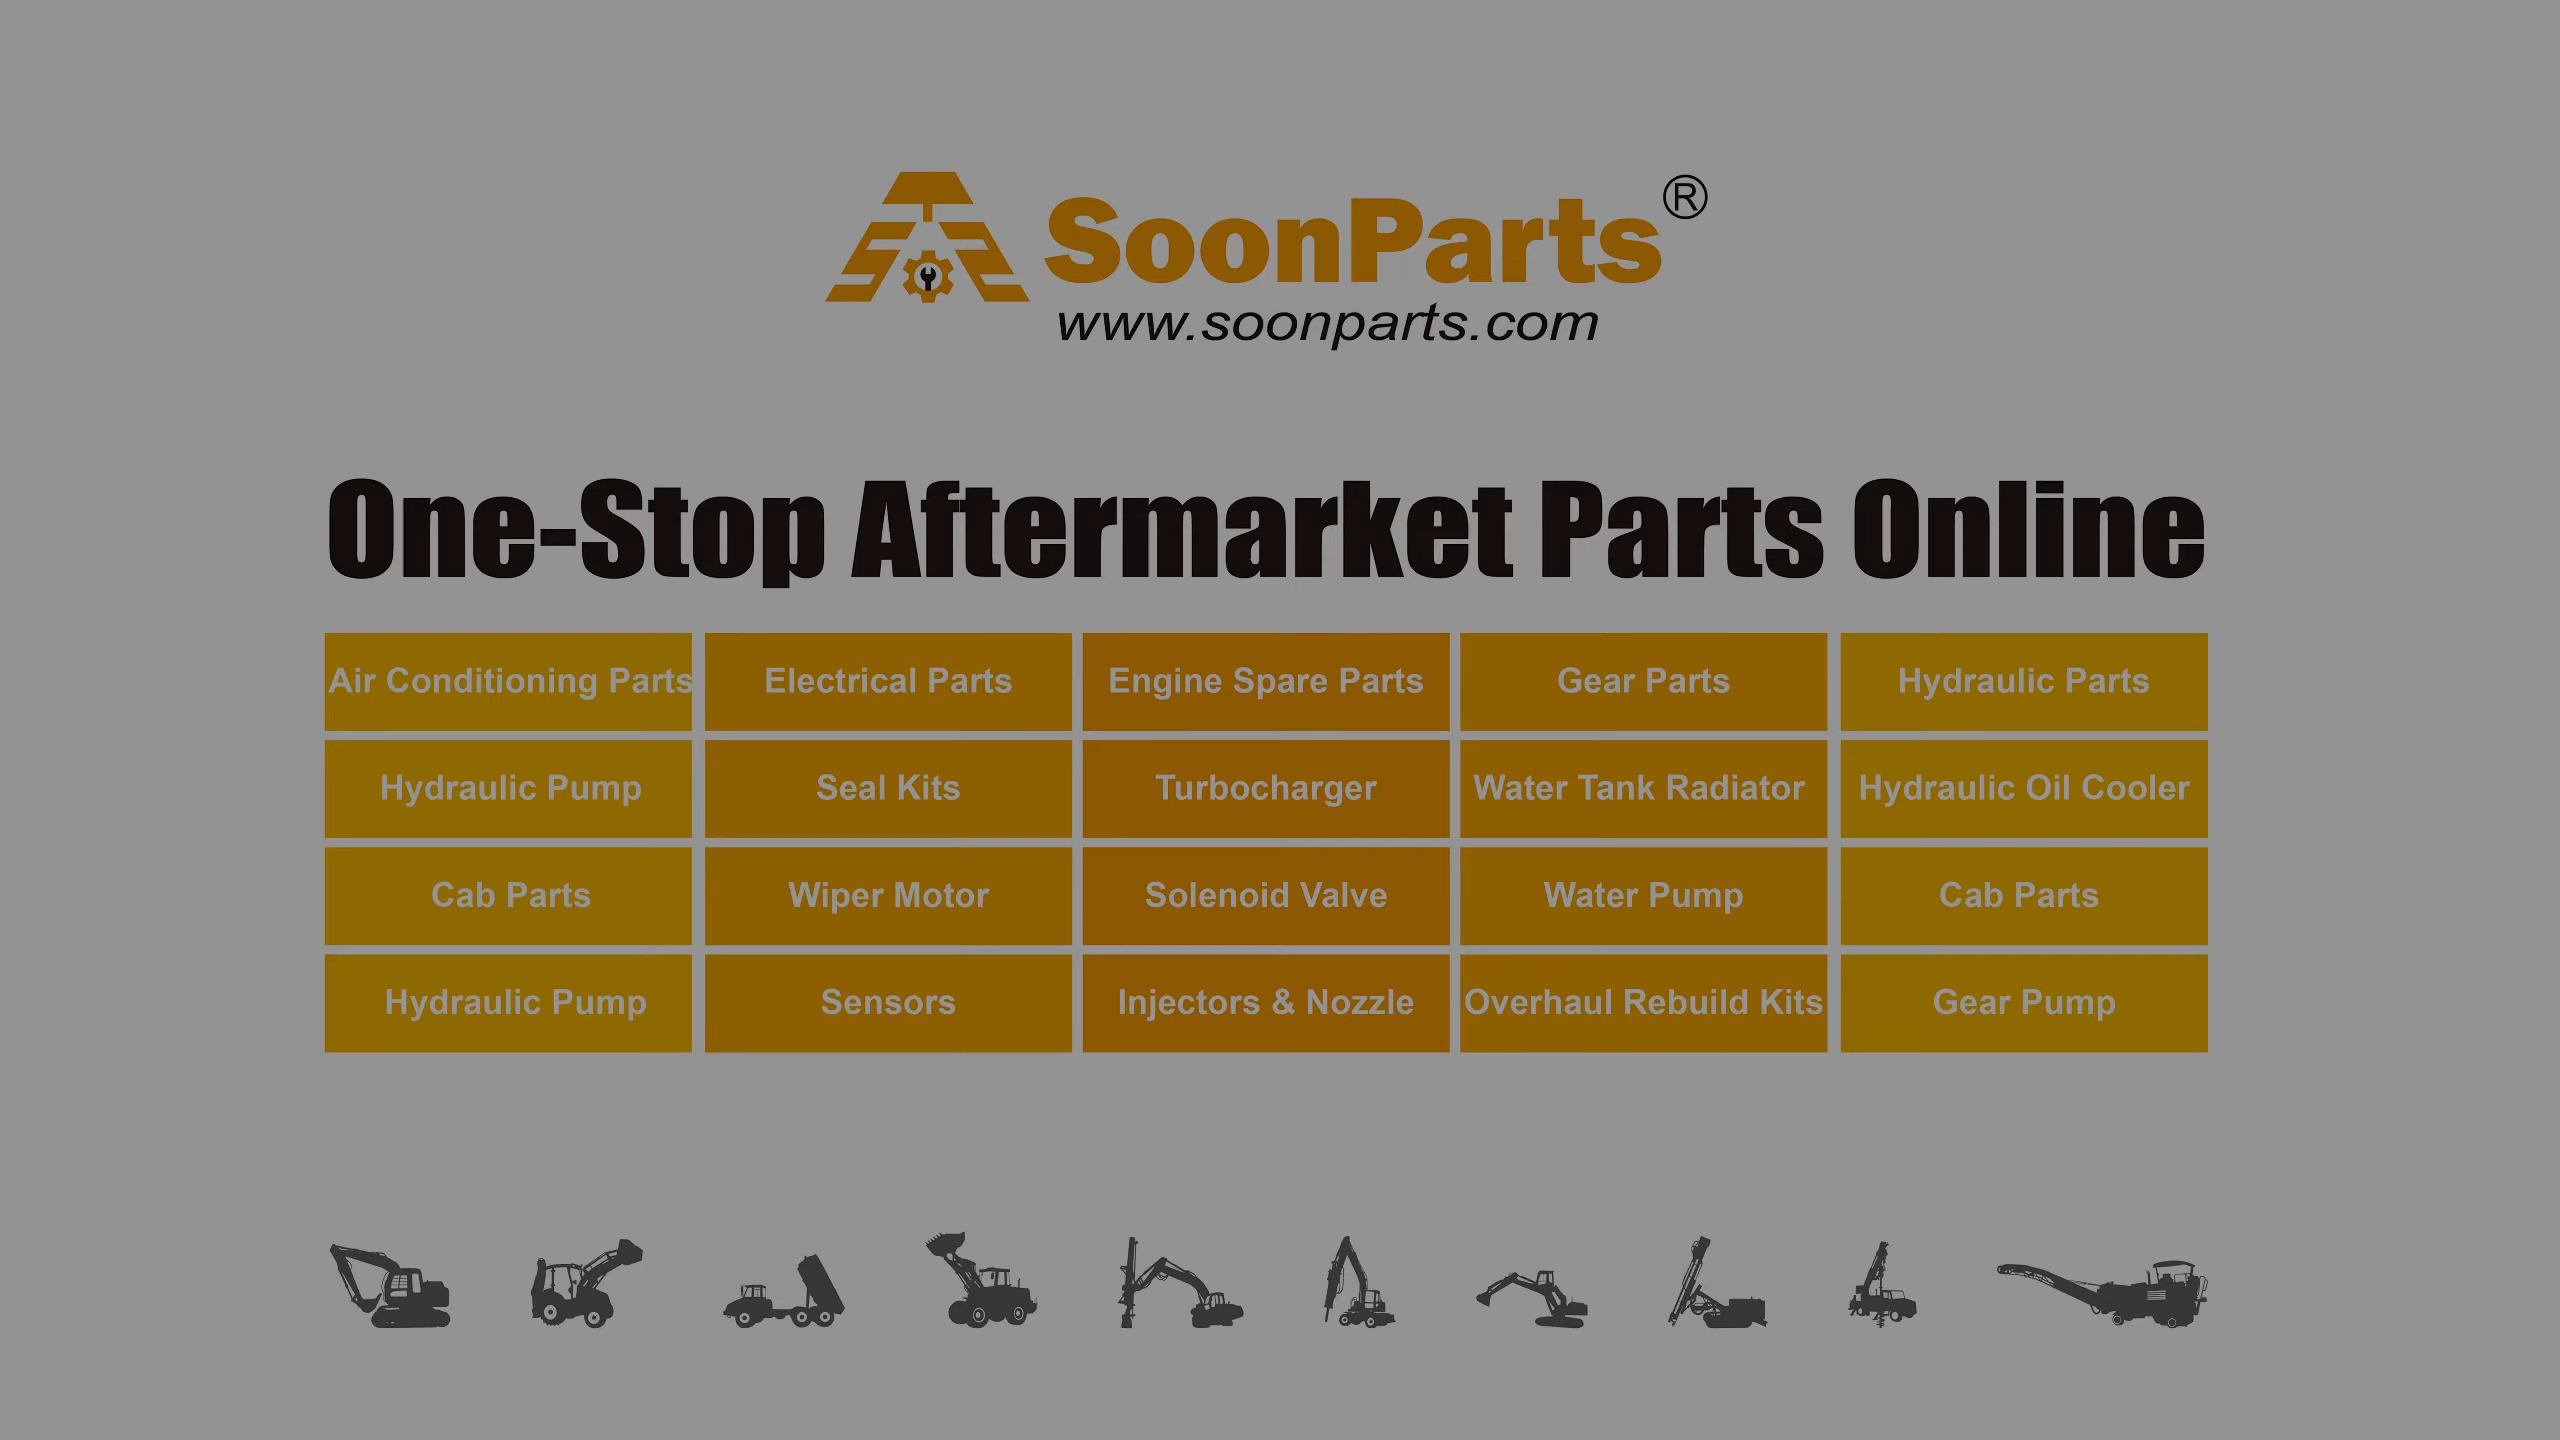 SoonParts®
www.soonparts.com
One-Stop Aftermarket Parts Online
Air Conditioning Parts
Electrical Parts
Engine Spare Parts
Gear Parts
Hydraulic Parts
Hydraulic Pump
Seal Kits
Turbocharger
Water Tank Radiator
Hydraulic Oil Cooler
Cab Parts
Wiper Motor
Solenoid Valve
Water Pump
Cab Parts
Hydraulic Pump
Sensors
Injectors & Nozzle
Overhaul Rebuild Kits
Gear Pump